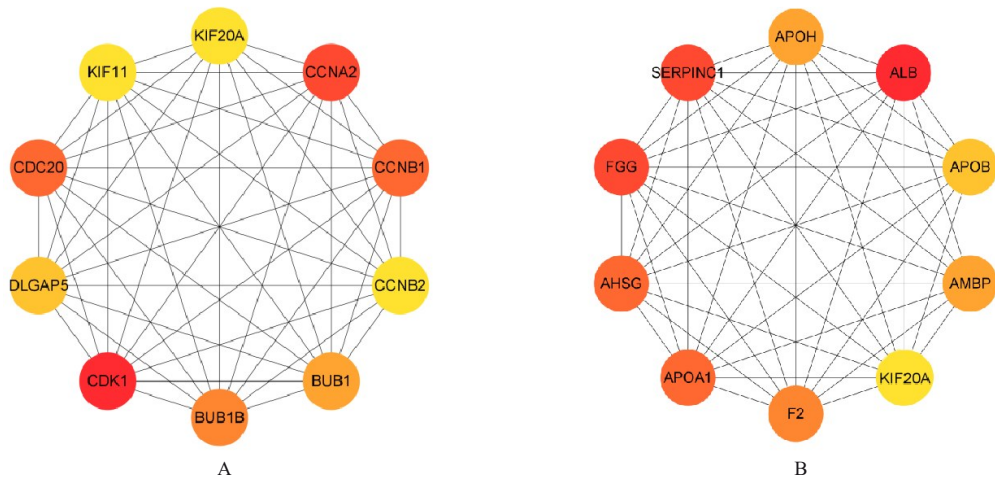 KIF20A
KIF11
CCNA2
CDC20
CCNB1
DLGAP5
CCNB2
CDK1
BUB1
BUB1B
A
APOH
SERPINC1
ALB
FGG
APOB
AHSG
AMBP
APOA1
KIF20A
F2
B